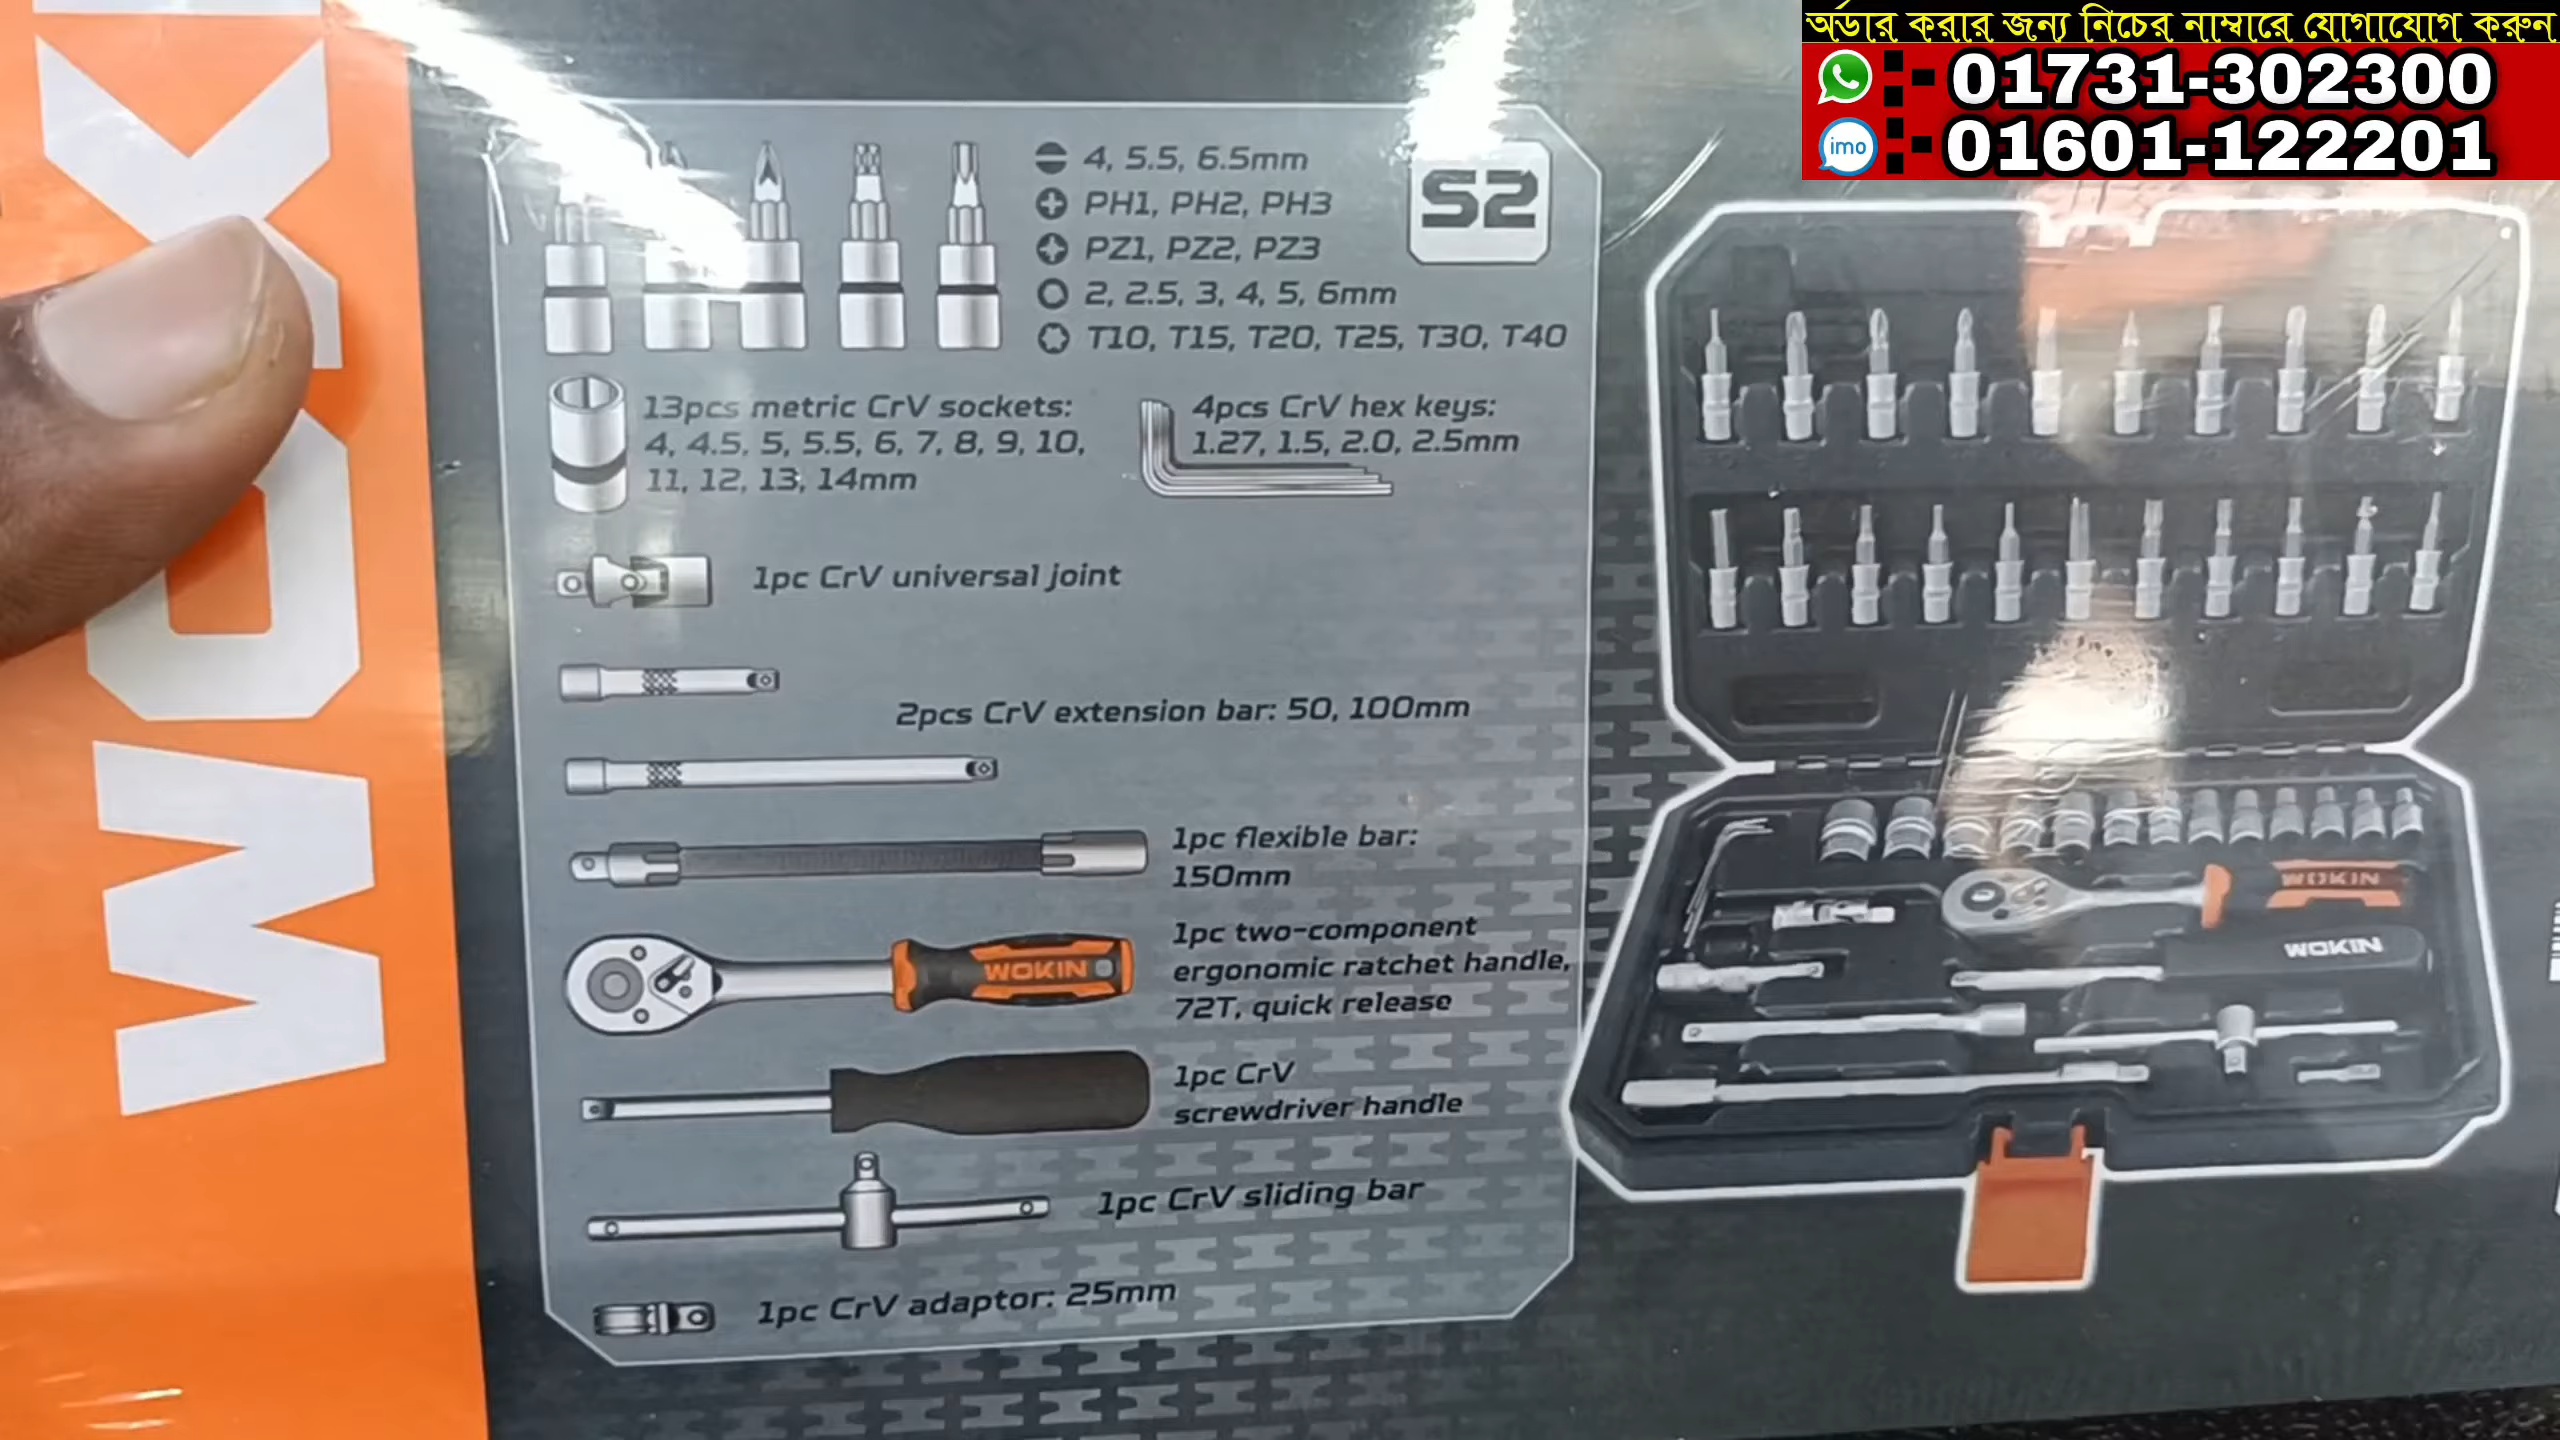 অর্ডার করার জন্য নিচের নাম্বারে যোগাযোগ করুন
01731-302300
imo
01601-122201
WOKI
4, 5.5, 6.5mm
PH1, PH2, PH3
PZ1, PZ2, PZ3
2, 2.5, 3, 4, 5, 6mm
T10, T15, T20, T25, T30, T40
S2
13pcs metric CrV sockets:
4, 4.5, 5, 5.5, 6, 7, 8, 9, 10,
11, 12, 13, 14mm
4pcs CrV hex keys:
1.27, 1.5, 2.0, 2.5mm
1pc CrV universal joint
2pcs CrV extension bar: 50, 100mm
1pc flexible bar:
150mm
WOKIN
1pc two-component
ergonomic ratchet handle,
72T, quick release
1pc CrV
screwdriver handle
1pc CrV sliding bar
1pc CrV adaptor: 25mm
WOKIN
WOKIN